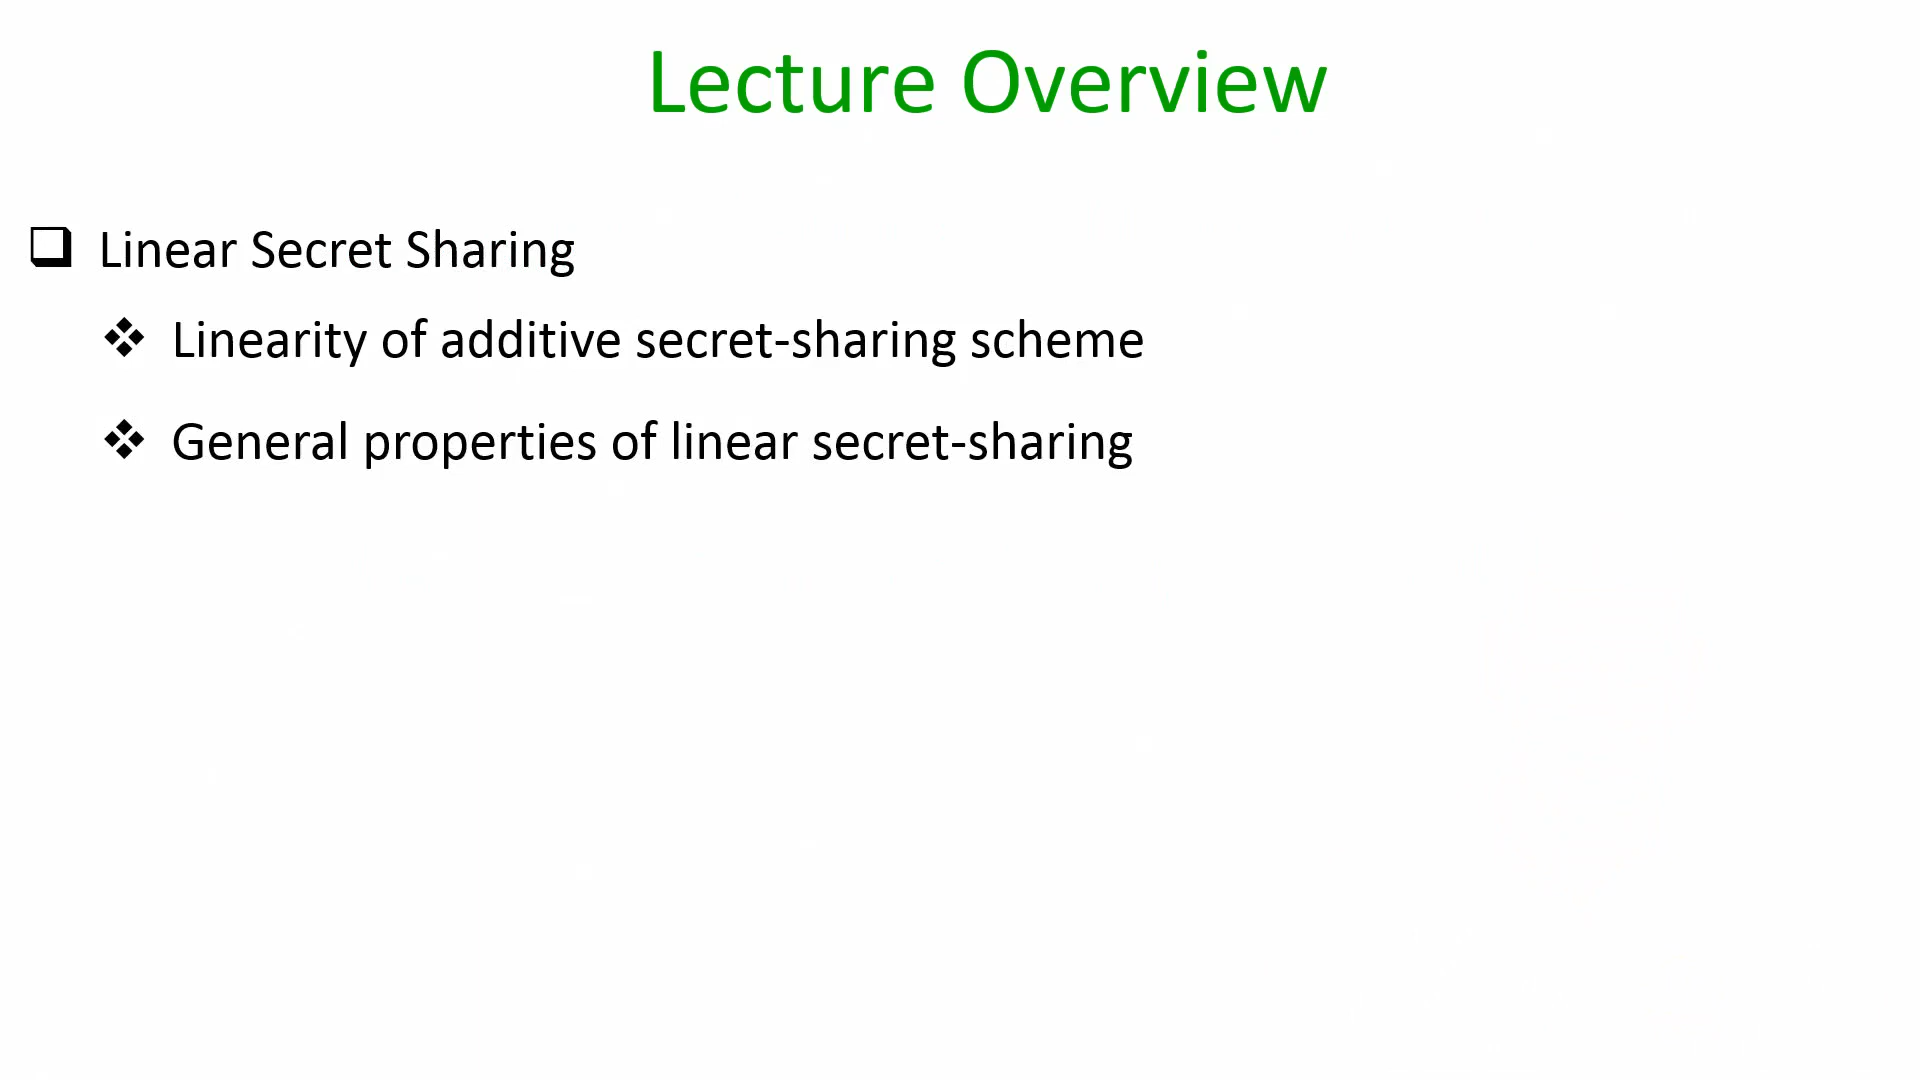 Lecture Overview
❑ Linear Secret Sharing
❖ Linearity of additive secret-sharing scheme
❖ General properties of linear secret-sharing